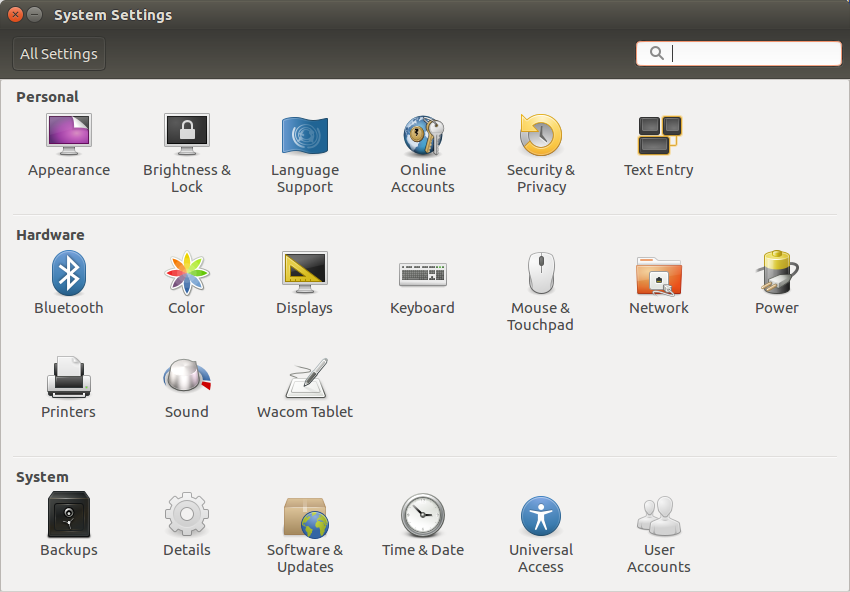 System Settings
All Settings
Personal
Appearance
Brightness &
Lock
Language
Support
Online
Accounts
Security &
Privacy
Text Entry
Hardware
Bluetooth
Color
Displays
Keyboard
Mouse &
Touchpad
Network
Power
Printers
Sound
Wacom Tablet
System
Backups
Details
Software &
Updates
Time & Date
Universal
Access
User
Accounts